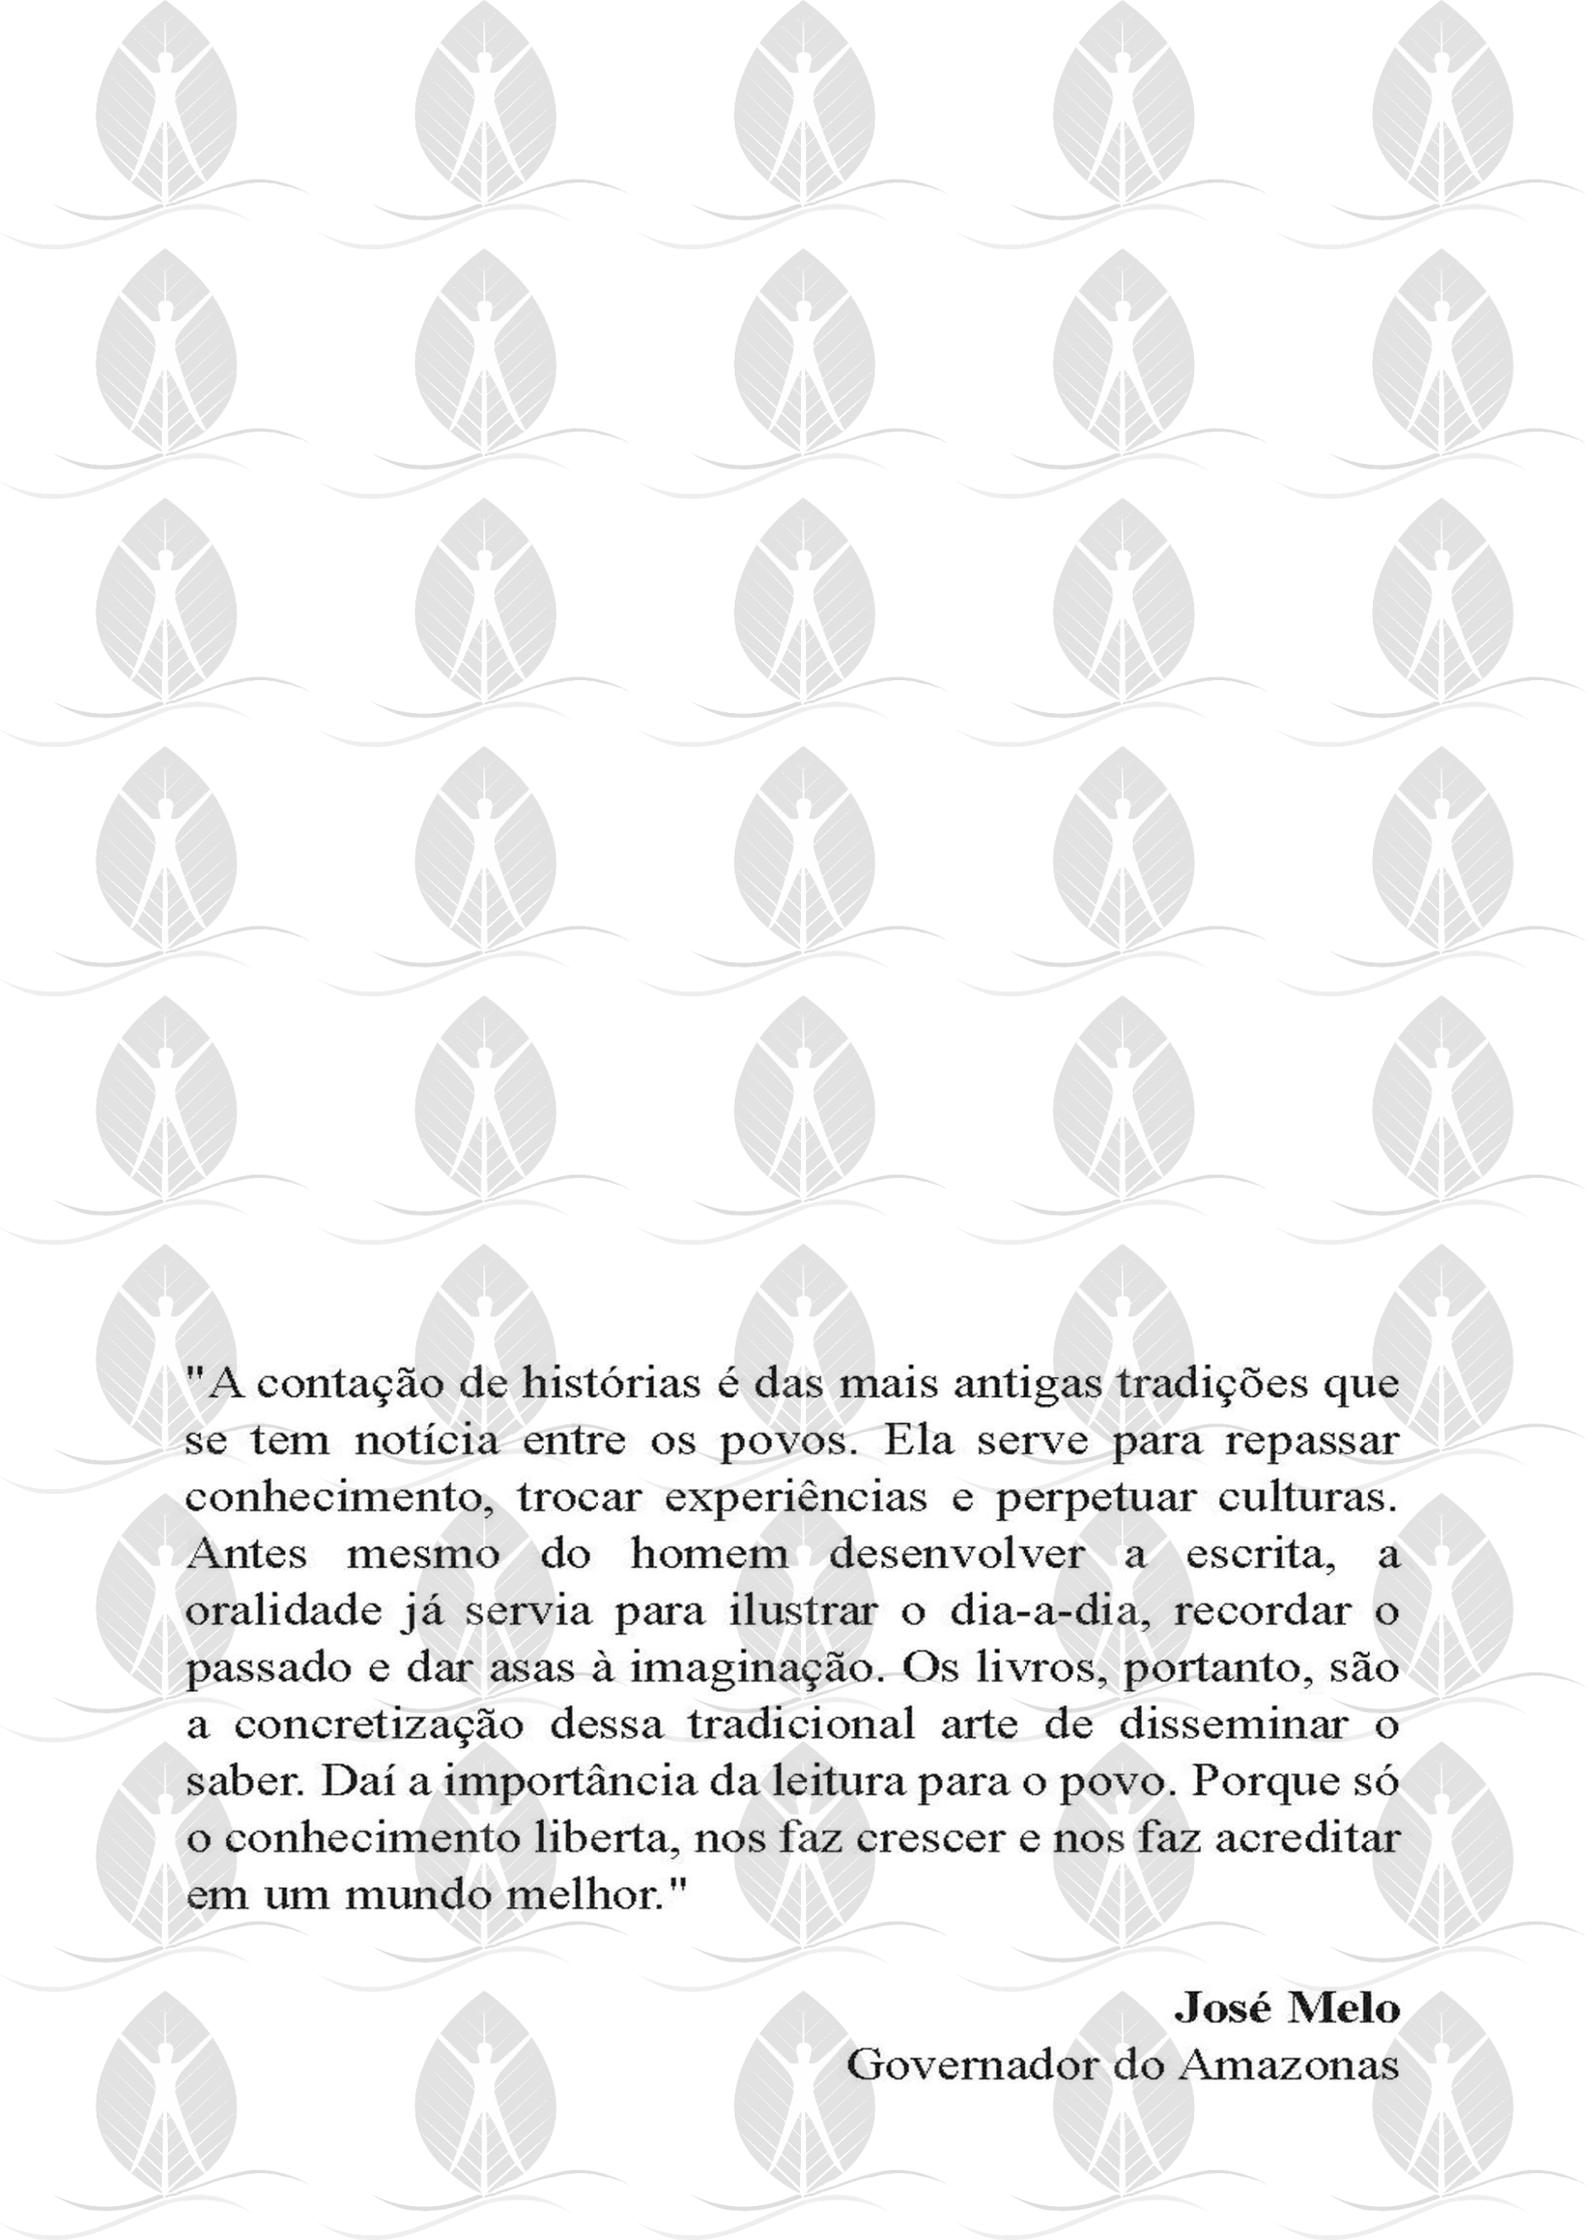 "A contação de histórias é das mais antigas tradições que
se tem notícia entre os povos. Ela serve para repassar
conhecimento, trocar experiências e perpetuar culturas.
Antes mesmo do homem desenvolver a escrita, a
oralidade já servia para ilustrar o dia-a-dia, recordar o
passado e dar asas à imaginação. Os livros, portanto, são
a concretização dessa tradicional arte de disseminar o
saber. Daí a importância da leitura para o povo. Porque só
o conhecimento liberta, nos faz crescer e nos faz acreditar
em um mundo melhor."
José Melo
Governador do Amazonas